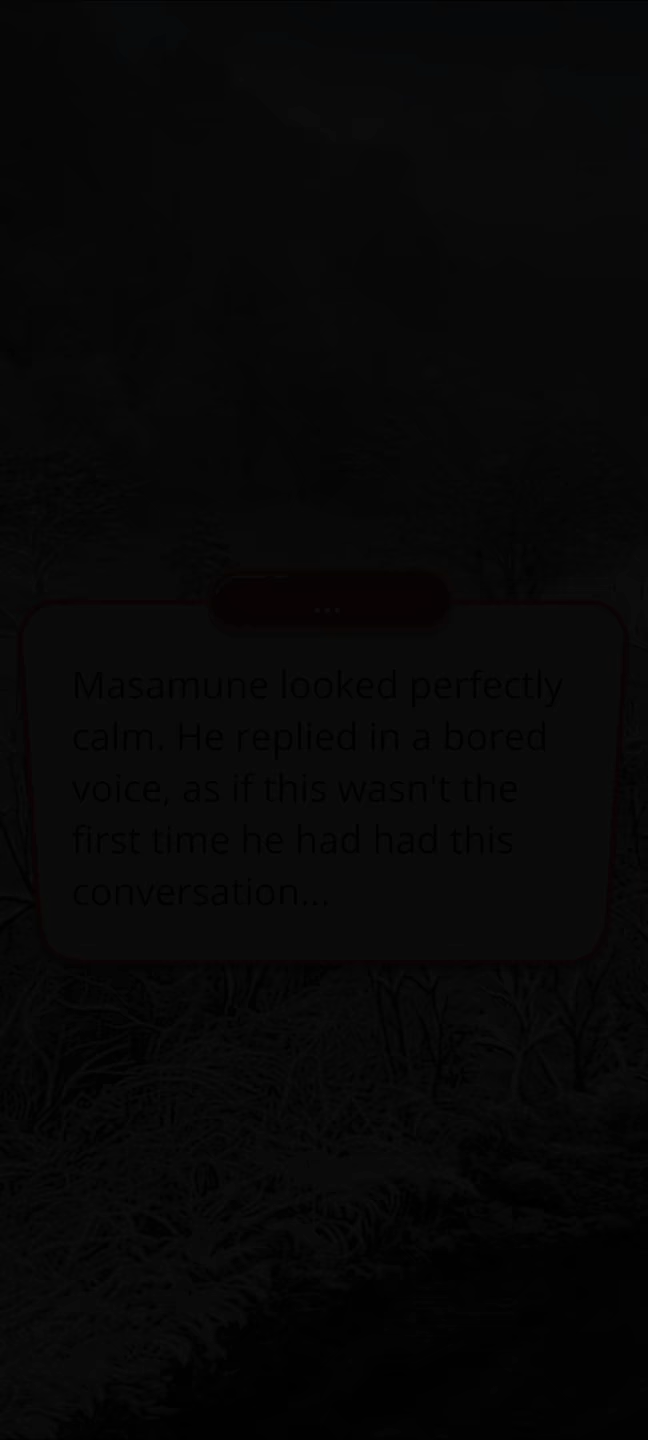 ...
Masamune looked perfectly
calm. He replied in a bored
voice, as if this wasn't the
first time he had had this
conversation...